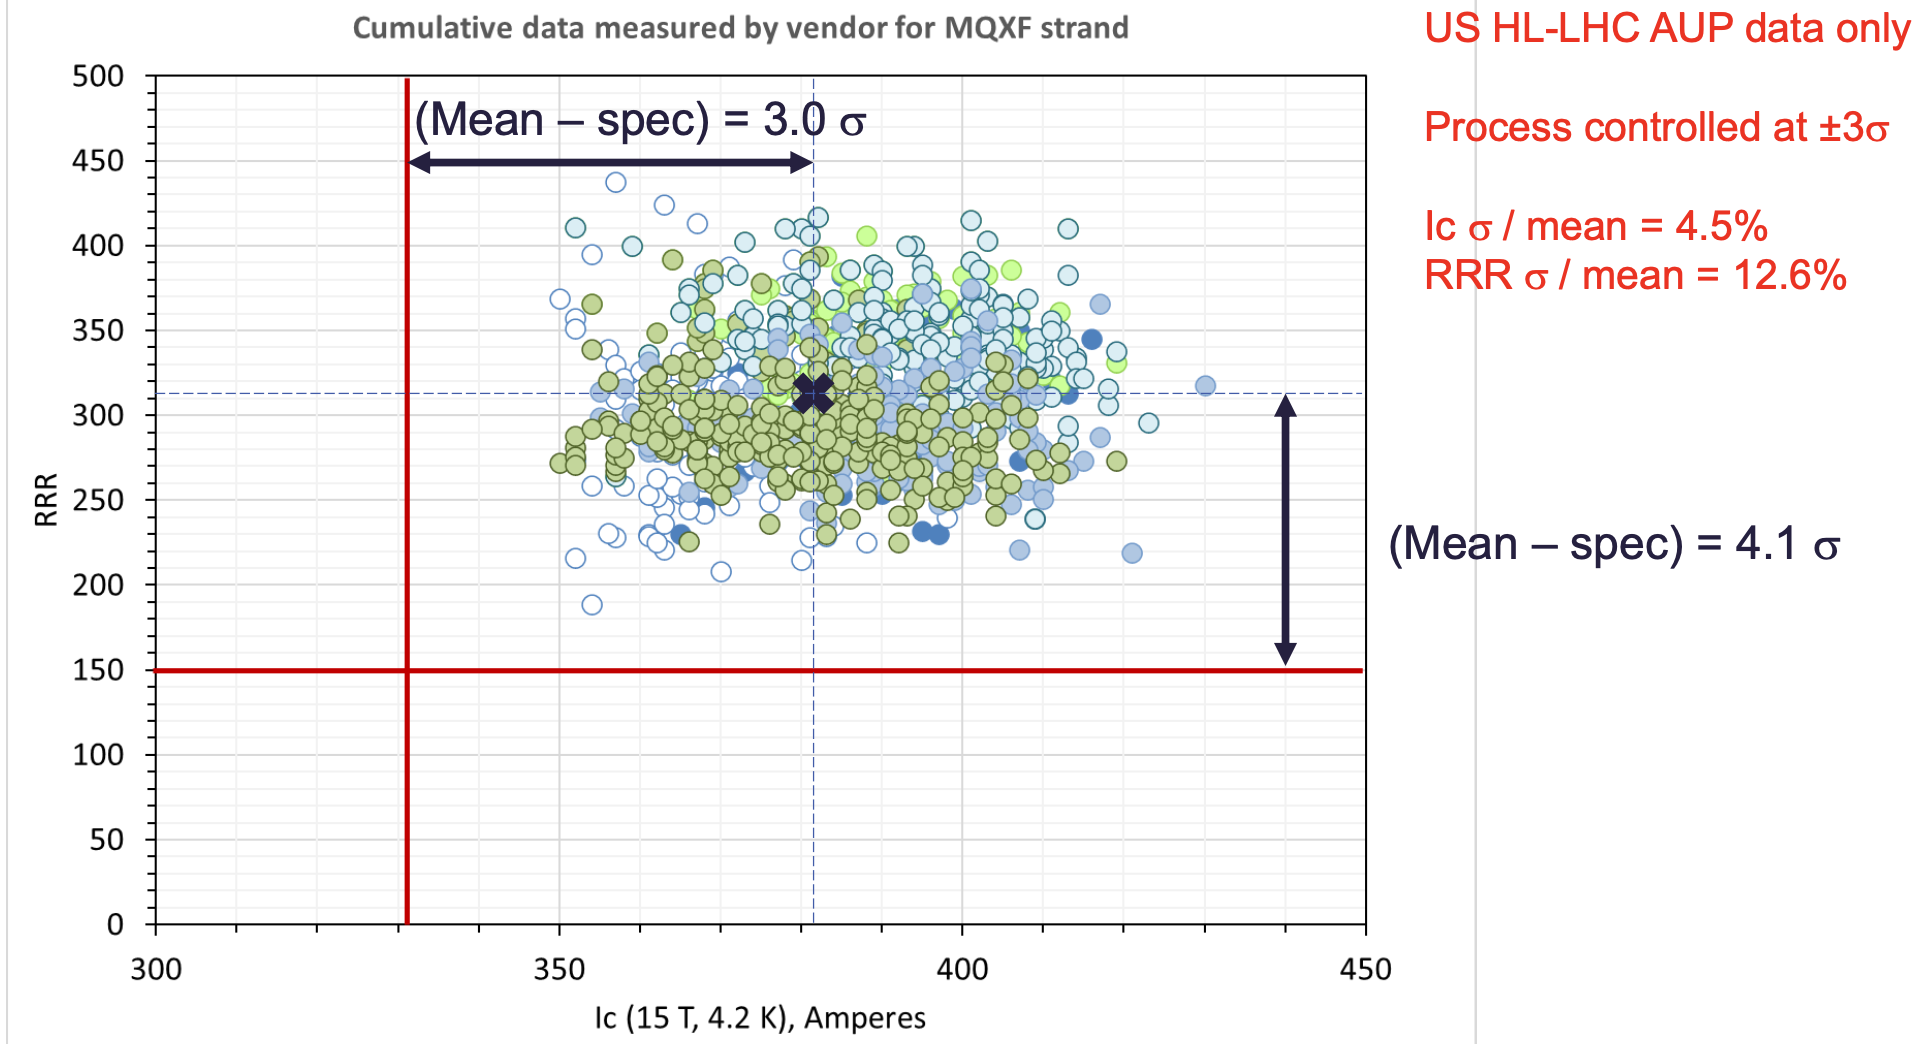 Cumulative data measured by vendor for MQXF strand
US HL-LHC AUP data only
Process controlled at ±3σ
Ic σ / mean = 4.5%
RRR σ / mean = 12.6%
(Mean – spec) = 3.0 σ
(Mean – spec) = 4.1 σ
RRR
500
450
400
350
300
250
200
150
100
50
0
300
350
400
450
Ic (15 T, 4.2 K), Amperes